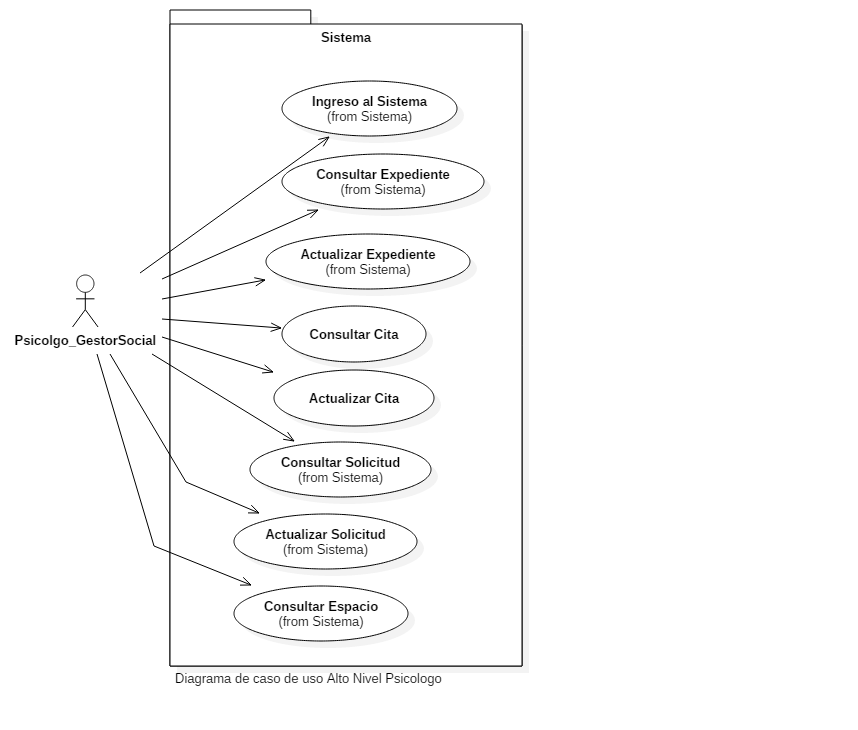 Sistema
Ingreso al Sistema
(from Sistema)
Consultar Expediente
(from Sistema)
Actualizar Expediente
(from Sistema)
Psicolgo_GestorSocial
Consultar Cita
Actualizar Cita
Consultar Solicitud
(from Sistema)
Actualizar Solicitud
(from Sistema)
Consultar Espacio
(from Sistema)
Diagrama de caso de uso Alto Nivel Psicologo